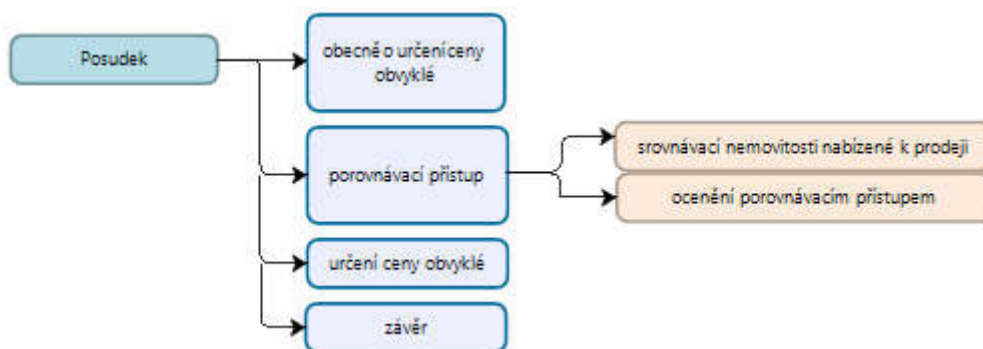 Posudek
obecně o určení ceny
obvyklé
porovnávací přístup
srovnávací nemovitosti nabízené k prodeji
ocenění porovnávacím přístupem
určení ceny obvyklé
závěr